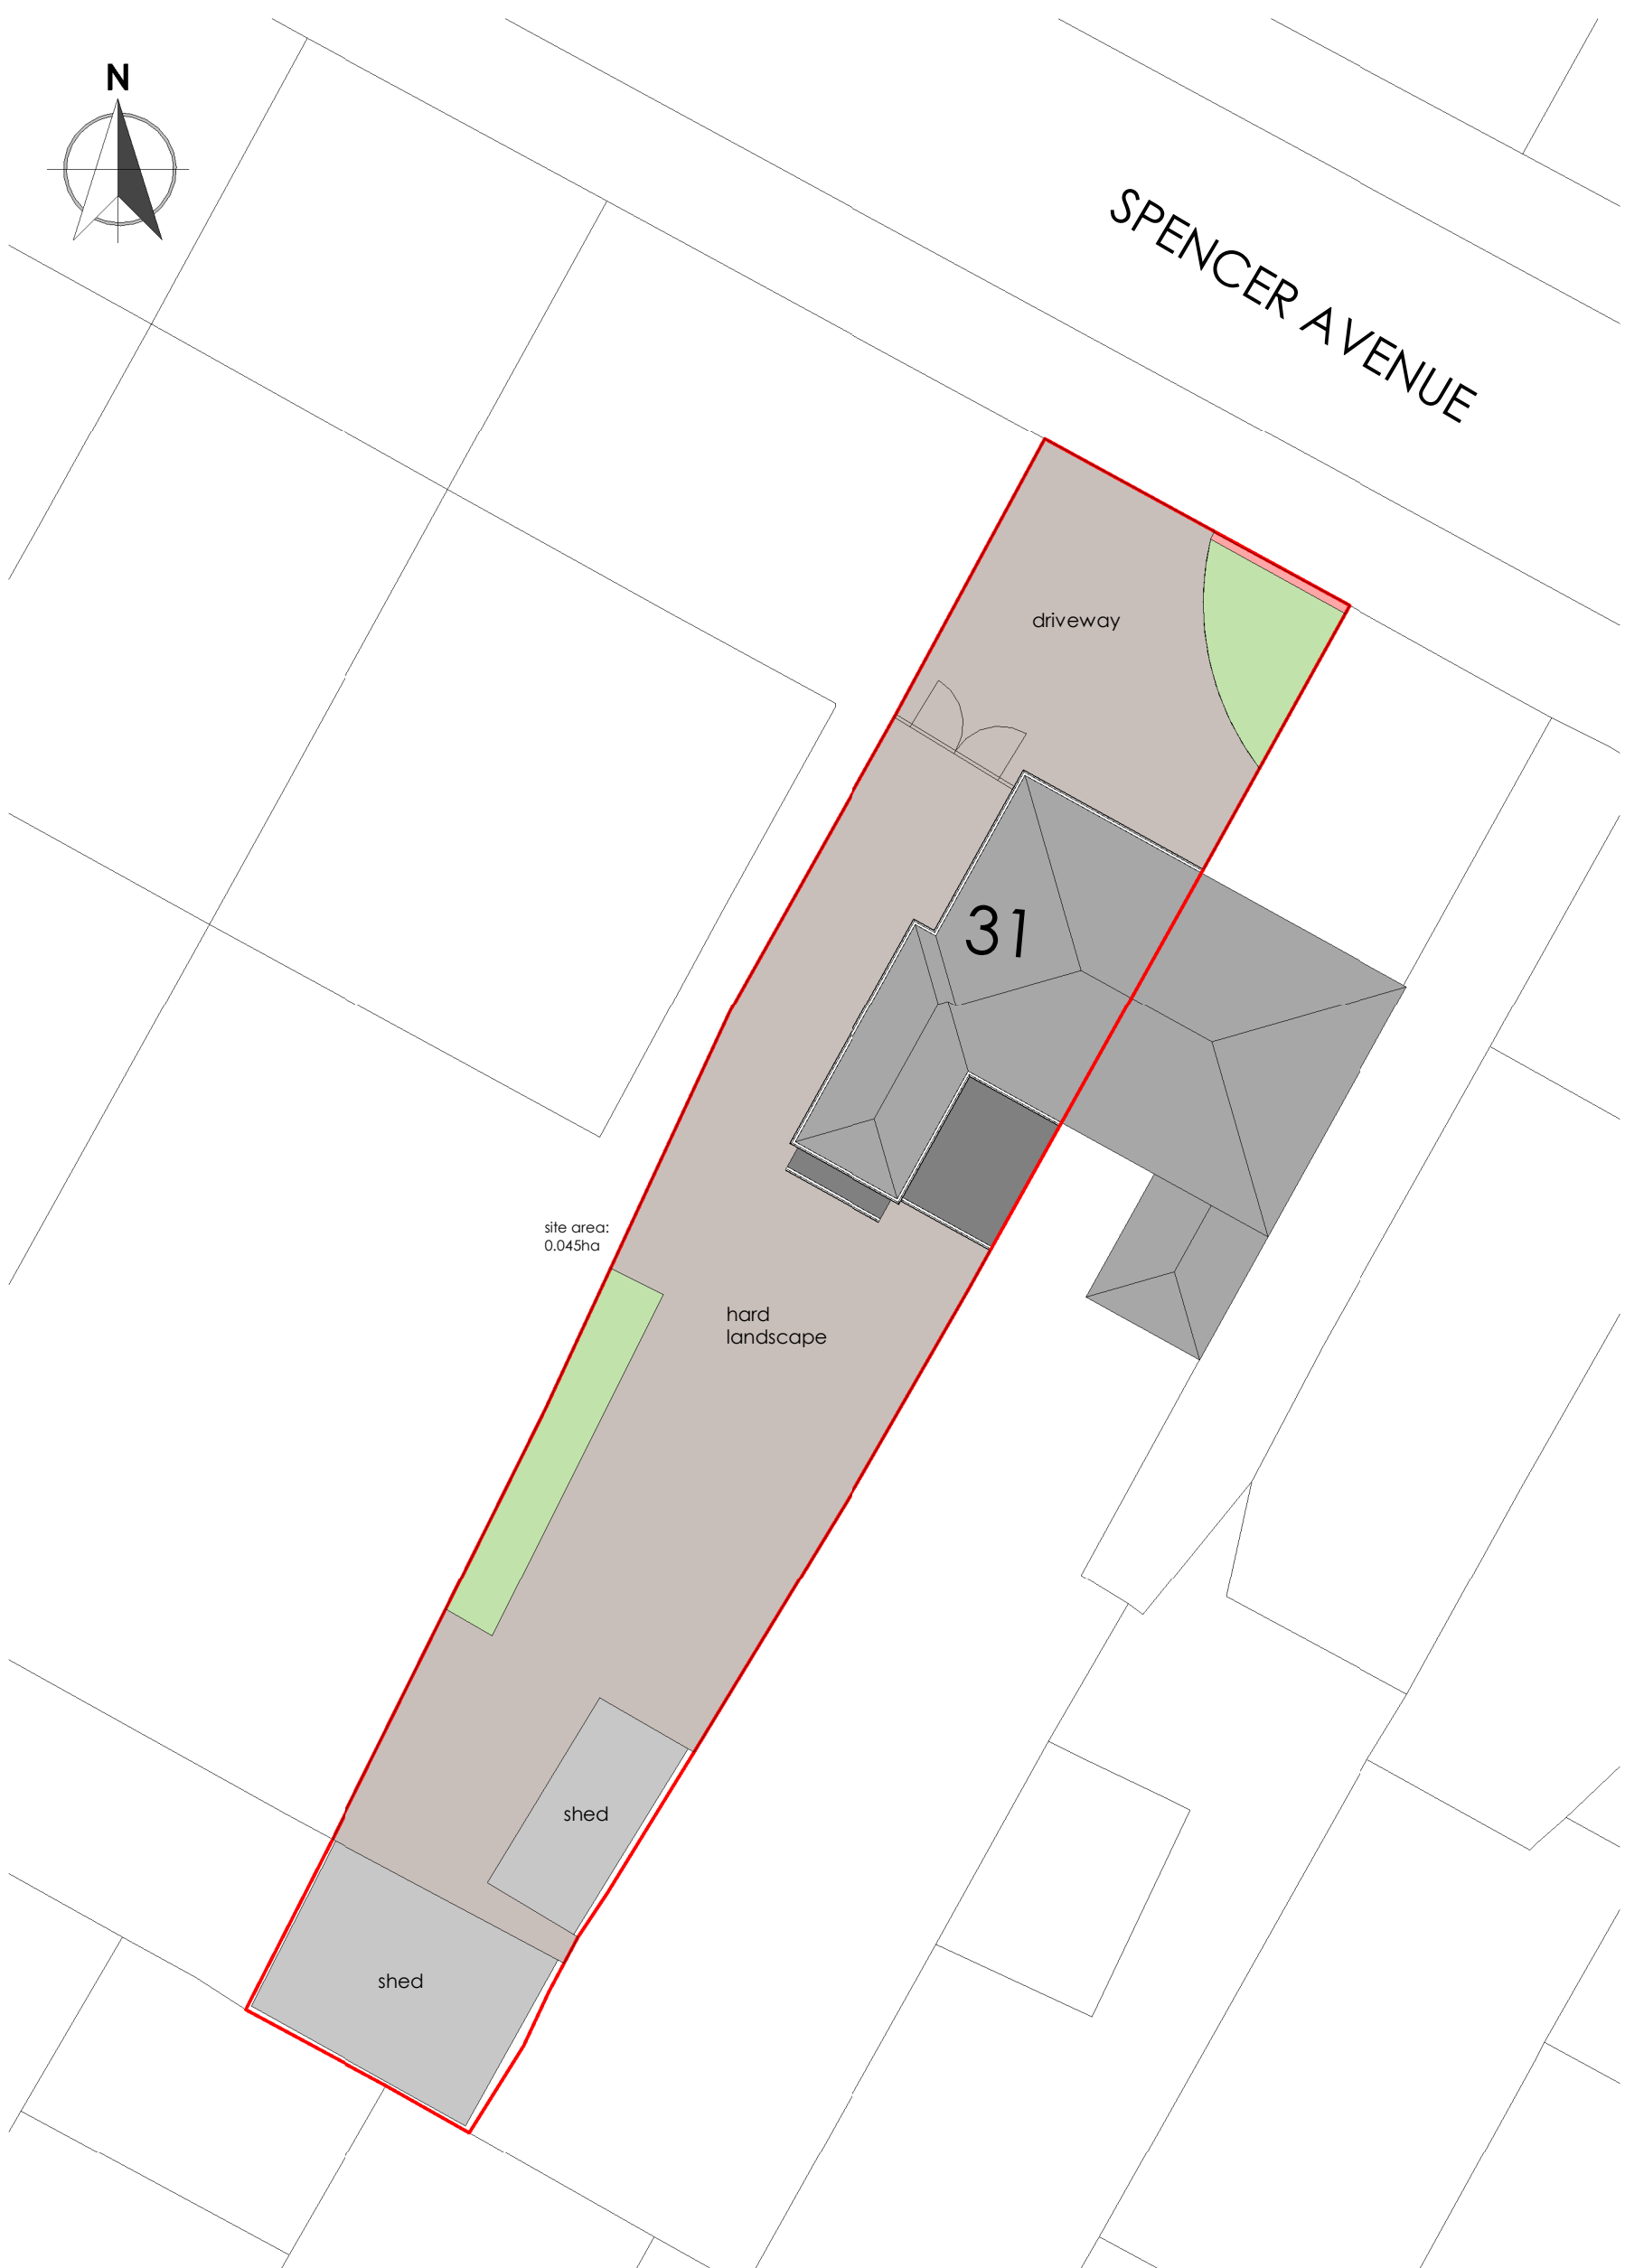 N
SPENCER AVENUE
driveway
31
site area:
0.045ha
hard
landscape
shed
shed